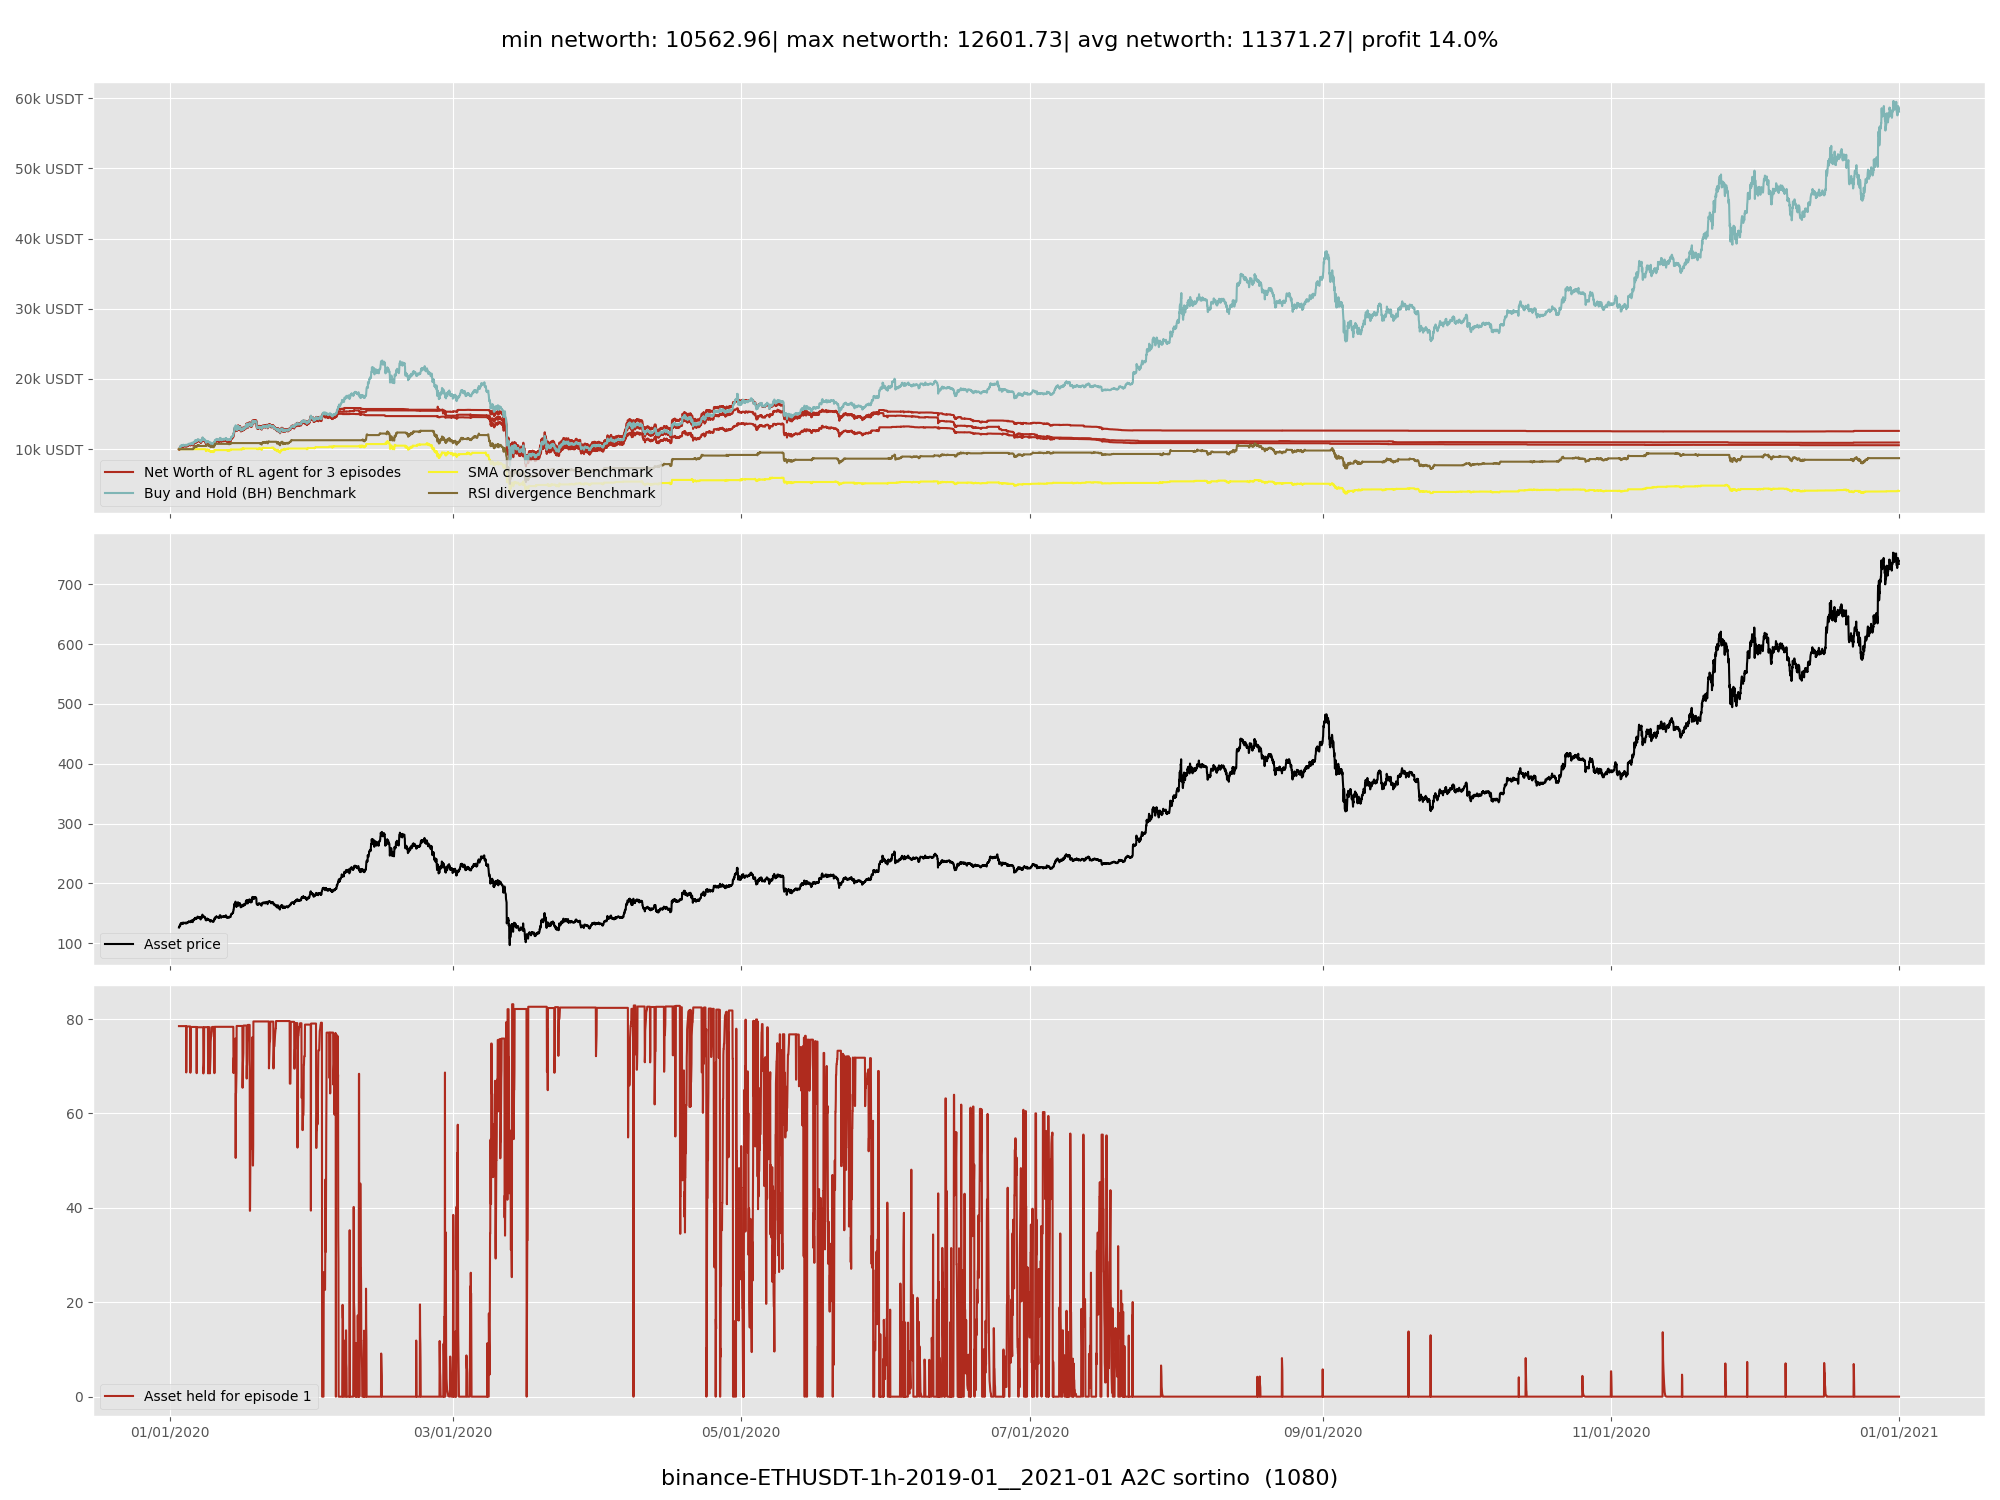 min networth: 10562.96| max networth: 12601.73| avg networth: 11371.27| profit 14.0%
60k USDT
50k USDT
40k USDT
30k USDT
20k USDT
10k USDT
Net Worth of RL agent for 3 episodes
Buy and Hold (BH) Benchmark
SMA crossover Benchmark
RSI divergence Benchmark
700
600
500
400
300
200
100
Asset price
80
60
40
20
0
Asset held for episode 1
01/01/2020
03/01/2020
05/01/2020
07/01/2020
09/01/2020
11/01/2020
01/01/2021
binance-ETHUSDT-1h-2019-01__2021-01 A2C sortino  (1080)